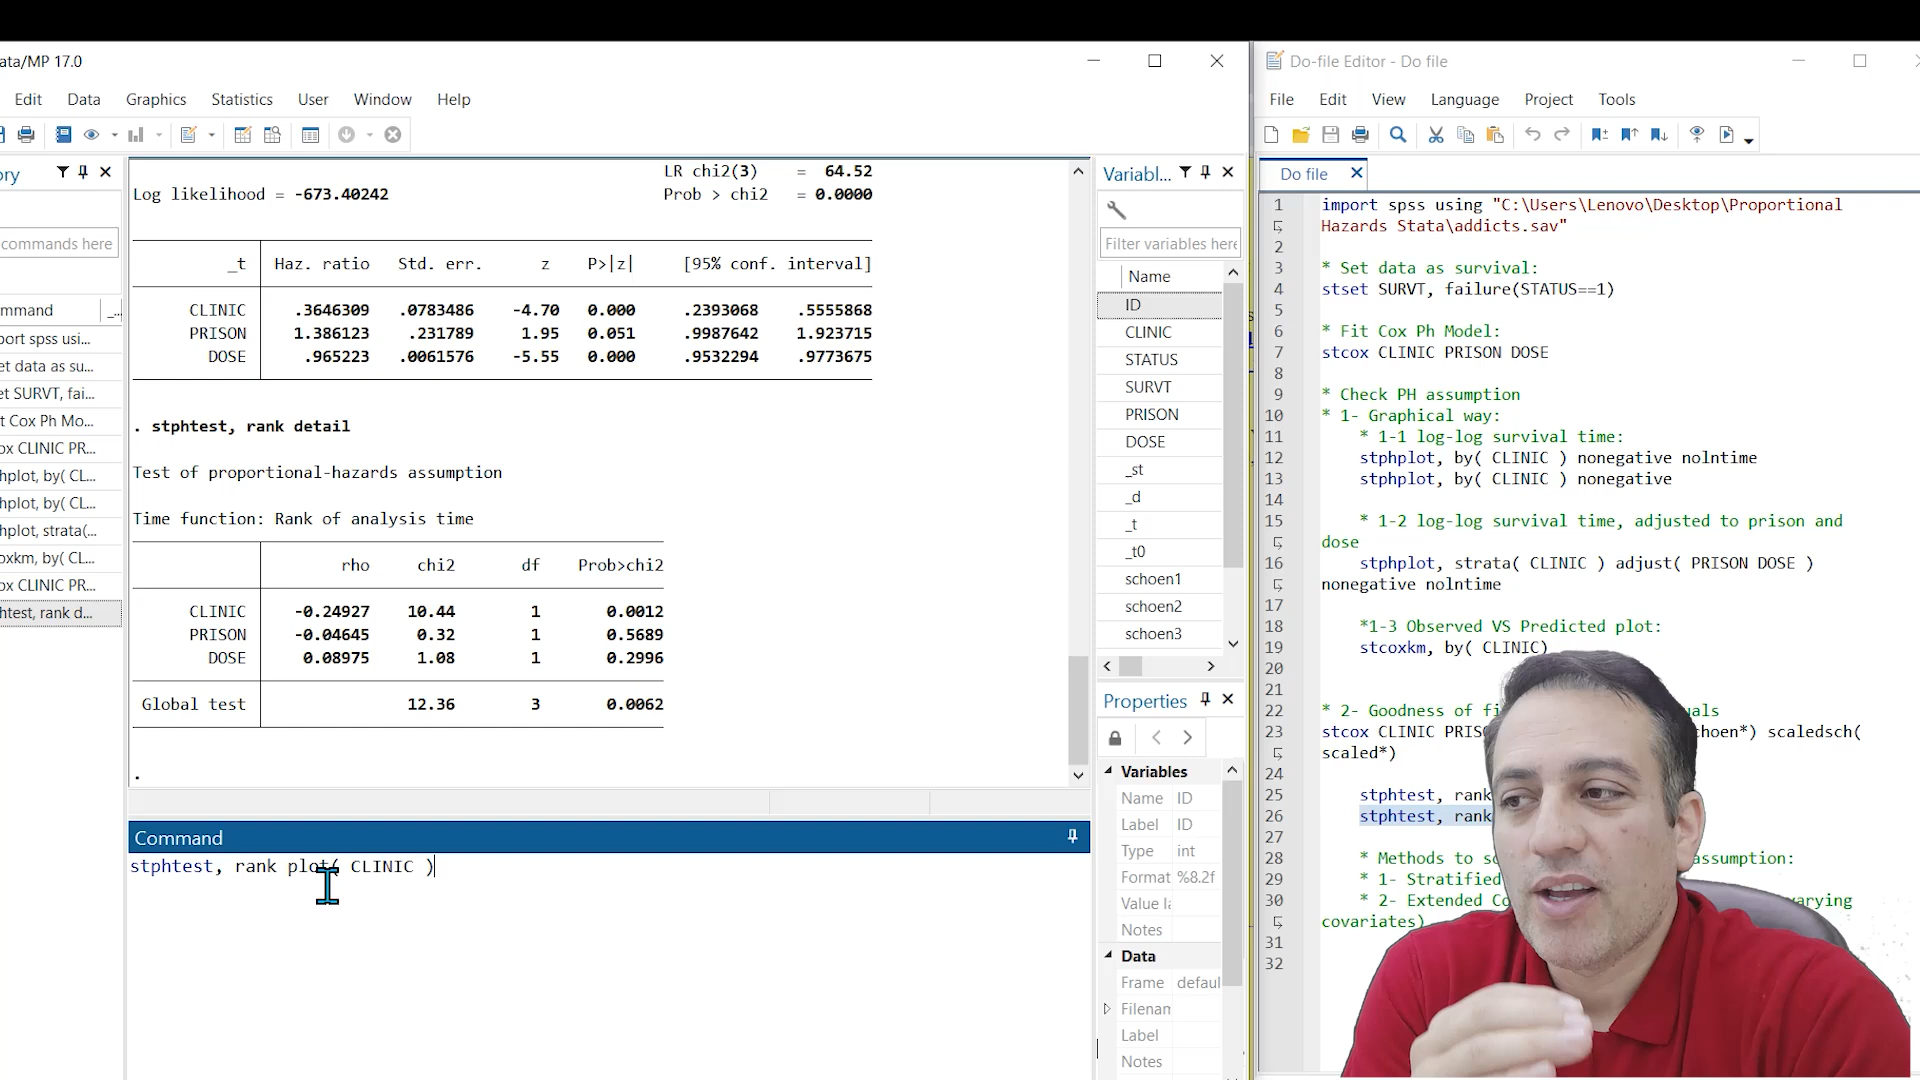 ata/MP 17.0
Edit Data Graphics Statistics User Window Help
ory
commands here
mmand
port spss usi...
et data as su...
et SURVT, fai...
t Cox Ph Mo...
ox CLINIC PR...
hplot, by( CL...
hplot, by( CL...
hplot, strata(...
oxkm, by( CL...
ox CLINIC PR...
htest, rank d...
LR chi2(3) = 64.52
Log likelihood = -673.40242 Prob > chi2 = 0.0000
_t Haz. ratio Std. err. z P>|z| [95% conf. interval]
CLINIC .3646309 .0783486 -4.70 0.000 .2393068 .5555868
PRISON 1.386123 .231789 1.95 0.051 .9987642 1.923715
DOSE .965223 .0061576 -5.55 0.000 .9532294 .9773675
. stphtest, rank detail
Test of proportional-hazards assumption
Time function: Rank of analysis time
rho chi2 df Prob>chi2
CLINIC -0.24927 10.44 1 0.0012
PRISON -0.04645 0.32 1 0.5689
DOSE 0.08975 1.08 1 0.2996
Global test 12.36 3 0.0062
.
Command
stphtest, rank plot( CLINIC )
Variabl...
Filter variables here
Name
ID
CLINIC
STATUS
SURVT
PRISON
DOSE
_st
_d
_t
_t0
schoen1
schoen2
schoen3
Properties
Variables
Name ID
Label ID
Type int
Format %8.2f
Value la
Notes
Data
Frame defaul
Filenam
Label
Notes
Do-file Editor - Do file
File Edit View Language Project Tools
Do file
1 import spss using "C:\Users\Lenovo\Desktop\Proportional
Hazards Stata\addicts.sav"
2
3 * Set data as survival:
4 stset SURVT, failure(STATUS==1)
5
6 * Fit Cox Ph Model:
7 stcox CLINIC PRISON DOSE
8
9 * Check PH assumption
10 * 1- Graphical way:
11 * 1-1 log-log survival time:
12 stphplot, by( CLINIC ) nonegative nolntime
13 stphplot, by( CLINIC ) nonegative
14
15 * 1-2 log-log survival time, adjusted to prison and
dose
16 stphplot, strata( CLINIC ) adjust( PRISON DOSE )
nonegative nolntime
17
18 *1-3 Observed VS Predicted plot:
19 stcoxkm, by( CLINIC)
20
21
22 * 2- Goodness of fi uals
23 stcox CLINIC PRIS choen*) scaledsch(
scaled*)
24
25 stphtest, rank
26 stphtest, rank
27
28 * Methods to s assumption:
29 * 1- Stratified
30 * 2- Extended Co varying
covariates)
31
32